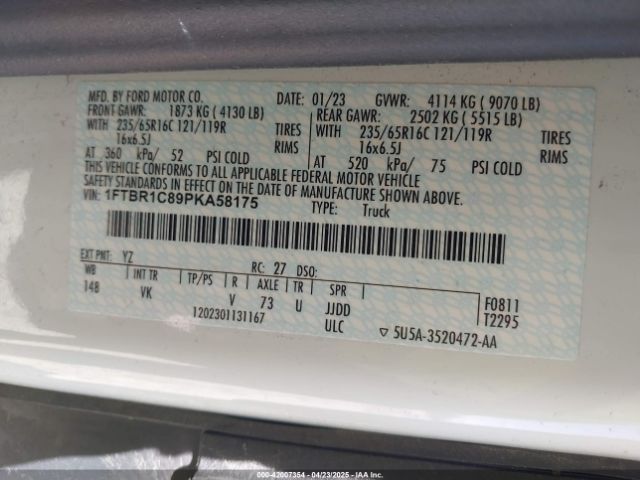 MFD. BY FORD MOTOR CO. DATE: 01/23 GVWR: 4114 KG ( 9070 LB)
FRONT GAWR: 1873 KG ( 4130 LB) REAR GAWR: 2502 KG ( 5515 LB)
WITH 235/65R16C 121/119R TIRES WITH 235/65R16C 121/119R TIRES
16x6.5J RIMS 16x6.5J RIMS
AT 360 kPa/ 52 PSI COLD AT 520 kPa/ 75 PSI COLD
THIS VEHICLE CONFORMS TO ALL APPLICABLE FEDERAL MOTOR VEHICLE
SAFETY STANDARDS IN EFFECT ON THE DATE OF MANUFACTURE SHOWN ABOVE.
VIN: 1FTBR1C89PKA58175 TYPE: Truck
EXT PNT: YZ RC: 27 DSO:
WB INT TR TP/PS R AXLE TR SPR
148 VK V 73 U JJDD F0811
1202301131167 ULC T2295
▽ 5U5A-3520472-AA
000-42007354 - 04/23/2025 - IAAI.com